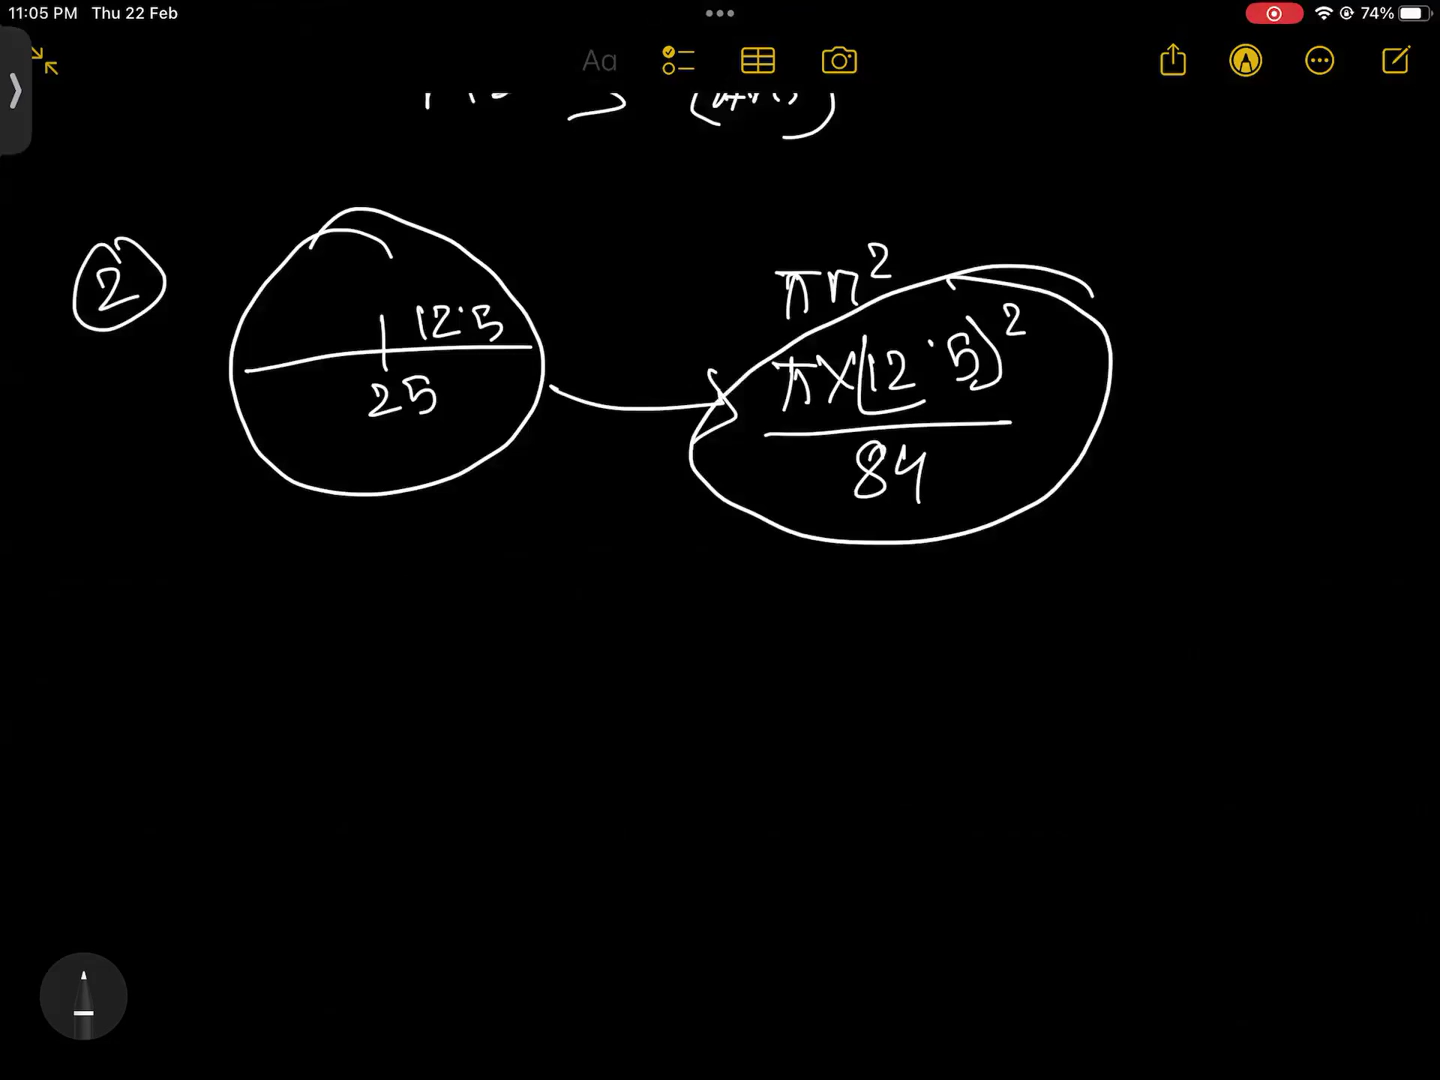 11:05 PM Thu 22 Feb
74%
Aa
2
12.5
25
πr²
π×(12.5)²
84